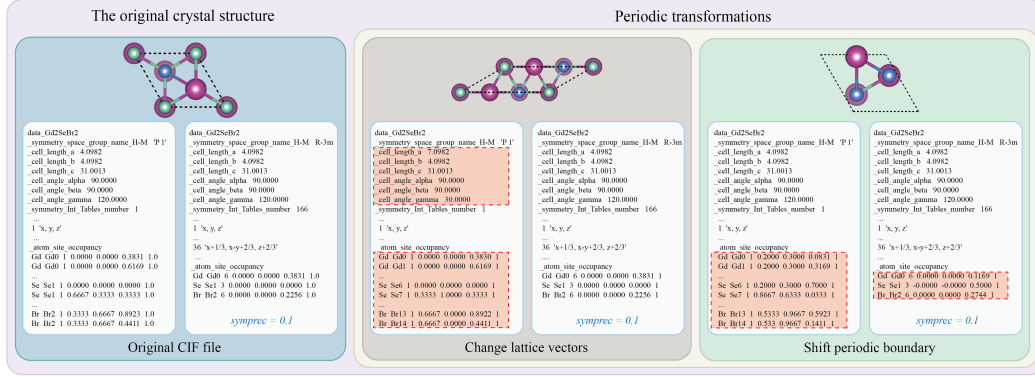 The original crystal structure
Periodic transformations
data_Gd2SeBr2
_symmetry_space_group_name_H-M 'P 1'
_cell_length_a 4.0982
_cell_length_b 4.0982
_cell_length_c 31.0013
_cell_angle_alpha 90.0000
_cell_angle_beta 90.0000
_cell_angle_gamma 120.0000
_symmetry_Int_Tables_number 1
...
1 'x, y, z'
...
_atom_site_occupancy
Gd Gd0 1 0.0000 0.0000 0.3831 1.0
Gd Gd0 1 0.0000 0.0000 0.6169 1.0
...
Se Se1 1 0.0000 0.0000 0.0000 1.0
Se Se1 1 0.6667 0.3333 0.3333 1.0
...
Br Br2 1 0.3333 0.6667 0.8923 1.0
Br Br2 1 0.3333 0.6667 0.4411 1.0
data_Gd2SeBr2
_symmetry_space_group_name_H-M R-3m
_cell_length_a 4.0982
_cell_length_b 4.0982
_cell_length_c 31.0013
_cell_angle_alpha 90.0000
_cell_angle_beta 90.0000
_cell_angle_gamma 120.0000
_symmetry_Int_Tables_number 166
...
1 'x, y, z'
...
36 'x+1/3, x-y+2/3, z+2/3'
...
_atom_site_occupancy
Gd Gd0 6 0.0000 0.0000 0.3831 1.0
Se Se1 3 0.0000 0.0000 0.0000 1.0
Br Br2 6 0.0000 0.0000 0.2256 1.0
symprec = 0.1
Original CIF file
data_Gd2SeBr2
_symmetry_space_group_name_H-M 'P 1'
_cell_length_a 7.0982
_cell_length_b 4.0982
_cell_length_c 31.0013
_cell_angle_alpha 90.0000
_cell_angle_beta 90.0000
_cell_angle_gamma 30.0000
_symmetry_Int_Tables_number 1
...
1 'x, y, z'
...
_atom_site_occupancy
Gd Gd0 1 0.0000 0.0000 0.3830 1
Gd Gd1 1 0.0000 0.0000 0.6169 1
...
Se Se6 1 0.0000 0.0000 0.0000 1
Se Se7 1 0.3333 1.0000 0.3333 1
...
Br Br13 1 0.6667 0.0000 0.8922 1
Br Br14 1 0.6667 0.0000 0.4411 1
data_Gd2SeBr2
_symmetry_space_group_name_H-M R-3m
_cell_length_a 4.0982
_cell_length_b 4.0982
_cell_length_c 31.0013
_cell_angle_alpha 90.0000
_cell_angle_beta 90.0000
_cell_angle_gamma 120.0000
_symmetry_Int_Tables_number 166
...
1 'x, y, z'
...
36 'x+1/3, x-y+2/3, z+2/3'
...
_atom_site_occupancy
Gd Gd0 6 0.0000 0.0000 0.3831 1
Se Se1 3 0.0000 0.0000 0.0000 1
Br Br2 6 0.0000 0.0000 0.2256 1
symprec = 0.1
Change lattice vectors
data_Gd2SeBr2
_symmetry_space_group_name_H-M 'P 1'
_cell_length_a 4.0982
_cell_length_b 4.0982
_cell_length_c 31.0013
_cell_angle_alpha 90.0000
_cell_angle_beta 90.0000
_cell_angle_gamma 120.0000
_symmetry_Int_Tables_number 1
...
1 'x, y, z'
...
_atom_site_occupancy
Gd Gd0 1 0.2000 0.3000 0.0831 1
Gd Gd1 1 0.2000 0.3000 0.3169 1
...
Se Se6 1 0.2000 0.3000 0.7000 1
Se Se7 1 0.8667 0.6333 0.0333 1
...
Br Br13 1 0.5333 0.9667 0.5923 1
Br Br14 1 0.533 0.9667 0.1411 1
data_Gd2SeBr2
_symmetry_space_group_name_H-M R-3m
_cell_length_a 4.0982
_cell_length_b 4.0982
_cell_length_c 31.0013
_cell_angle_alpha 90.0000
_cell_angle_beta 90.0000
_cell_angle_gamma 120.0000
_symmetry_Int_Tables_number 166
...
1 'x, y, z'
...
36 'x+1/3, x-y+2/3, z+2/3'
...
_atom_site_occupancy
Gd Gd0 6 0.0000 0.0000 0.1169 1
Se Se1 3 -0.0000 -0.0000 0.5000 1
Br Br2 6 0.0000 0.0000 0.2744 1
symprec = 0.1
Shift periodic boundary